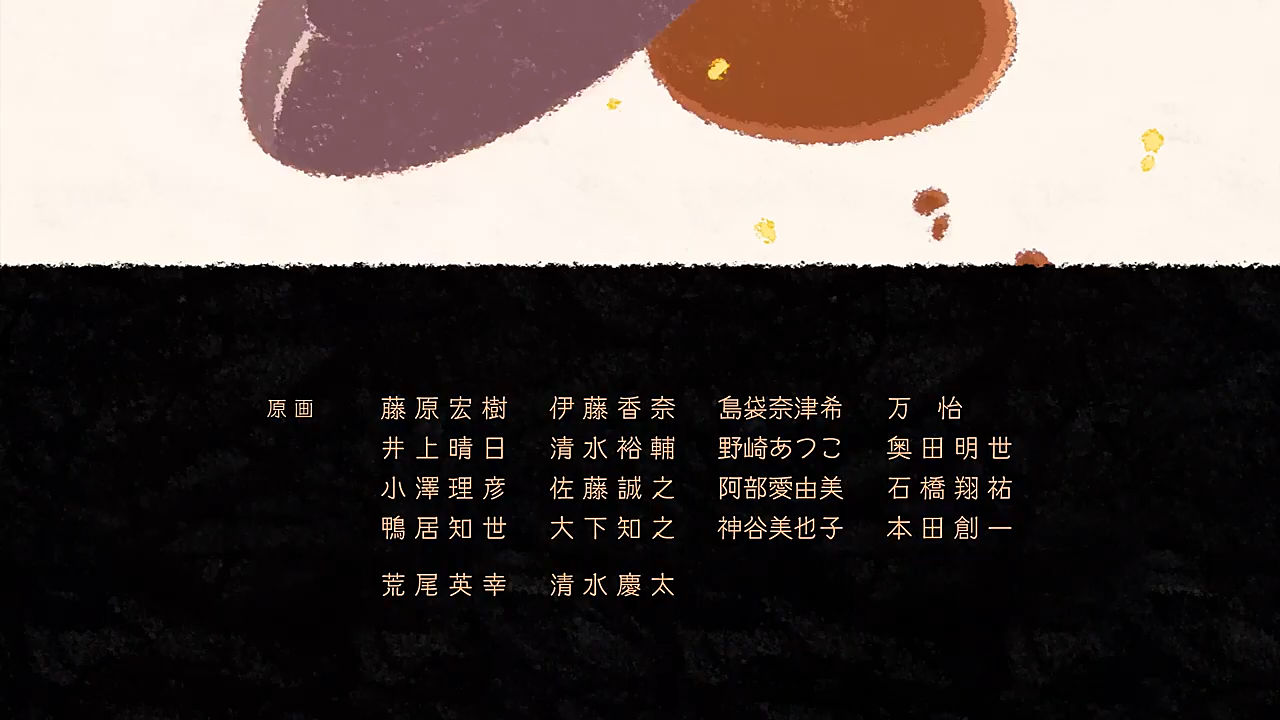 原画 藤原宏樹 伊藤香奈 島袋奈津希 万 怡
井上晴日 清水裕輔 野崎あつこ 奥田明世
小澤理彦 佐藤誠之 阿部愛由美 石橋翔祐
鴨居知世 大下知之 神谷美也子 本田創一
荒尾英幸 清水慶太